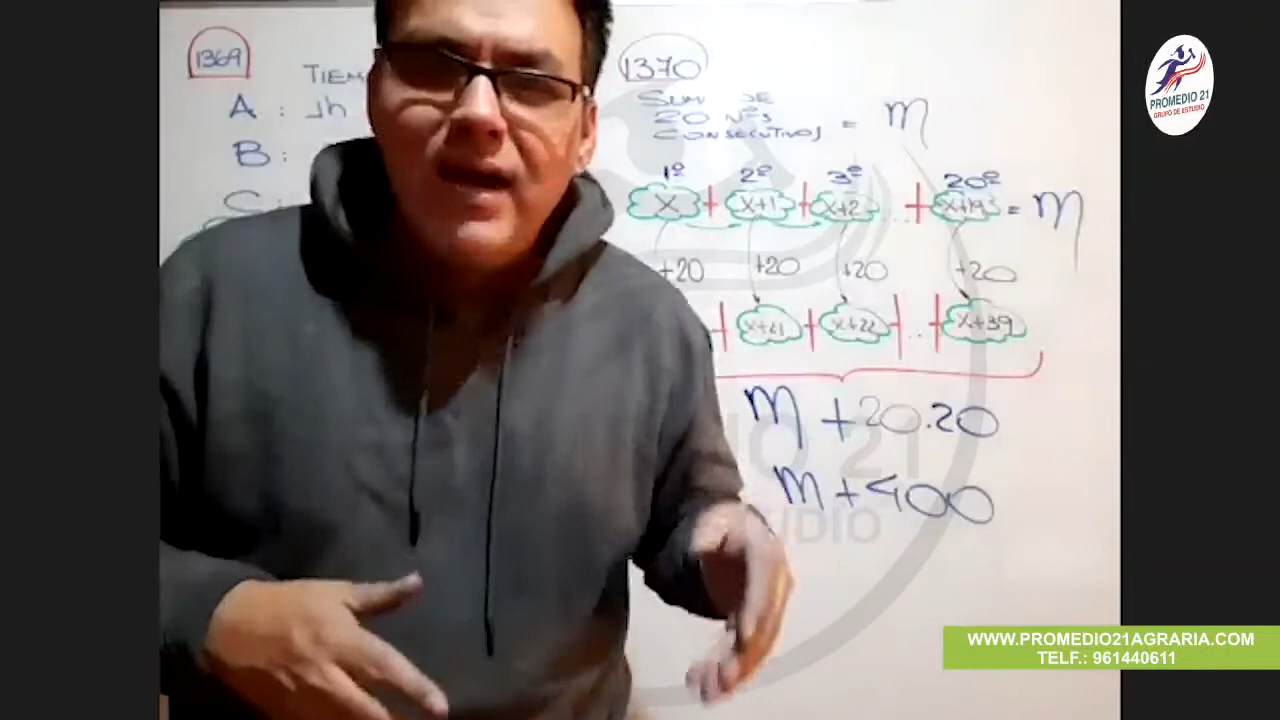 1369
TIEM
A : 1h
B :
C :
1370
SUM DE
20 Nºs
CONSECUTIVOS = M
1º 2º 3º 20º
X + X+1 + X+2 ... + X+19 = M
+20 +20 +20 +20
+ X+21 + X+22 + ... + X+39
M + 20.20
M + 400
PROMEDIO 21
GRUPO DE ESTUDIO
WWW.PROMEDIO21AGRARIA.COM
TELF.: 961440611